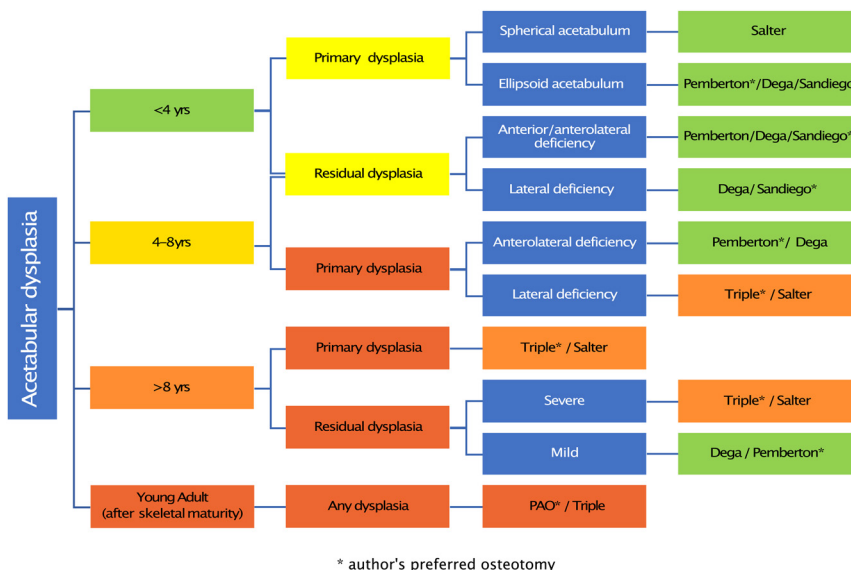 Acetabular dysplasia
<4 yrs
Primary dysplasia
Spherical acetabulum
Salter
Ellipsoid acetabulum
Pemberton*/Dega/Sandiego
Residual dysplasia
Anterior/anterolateral
deficiency
Pemberton/Dega/Sandiego*
Lateral deficiency
Dega/ Sandiego*
4–8yrs
Primary dysplasia
Anterolateral deficiency
Pemberton*/ Dega
Lateral deficiency
Triple* / Salter
>8 yrs
Primary dysplasia
Triple* / Salter
Residual dysplasia
Severe
Triple* / Salter
Mild
Dega / Pemberton*
Young Adult
(after skeletal maturity)
Any dysplasia
PAO* / Triple
* author's preferred osteotomy